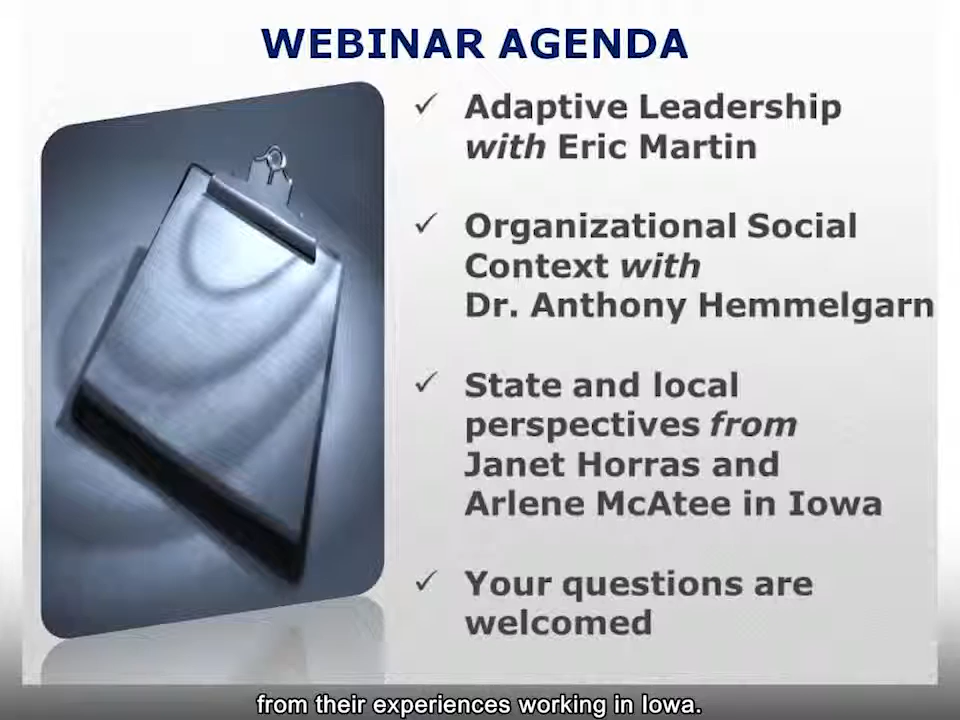 WEBINAR AGENDA
✓ Adaptive Leadership
with Eric Martin
✓ Organizational Social
Context with
Dr. Anthony Hemmelgarn
✓ State and local
perspectives from
Janet Horras and
Arlene McAtee in Iowa
✓ Your questions are
welcomed
from their experiences working in Iowa.